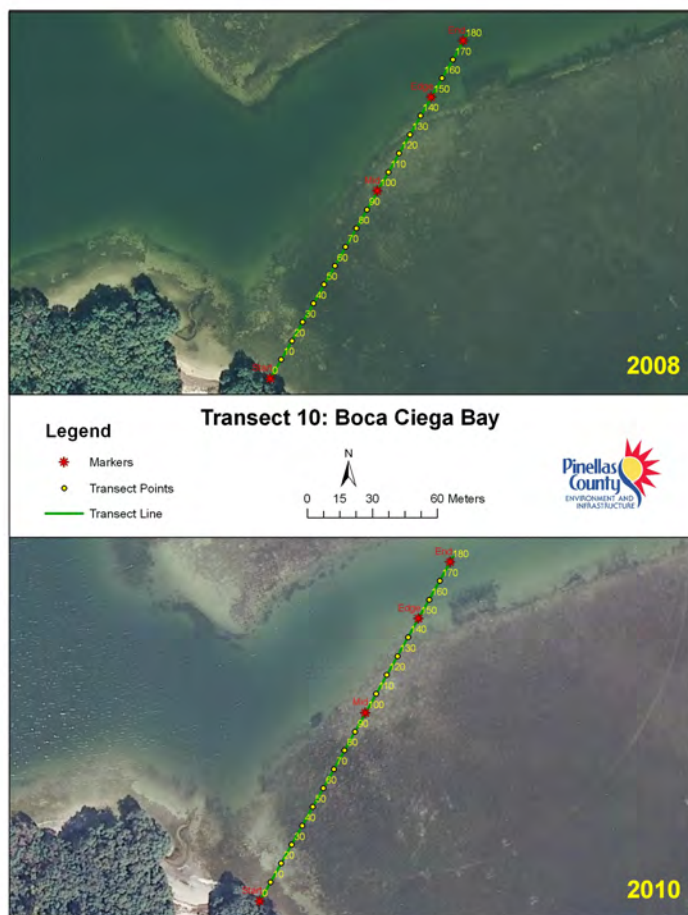 End
180
170
160
Edge
150
140
130
120
110
Mid
100
90
80
70
60
50
40
30
20
10
Start
0
2008
Transect 10: Boca Ciega Bay
Legend
Markers
Transect Points
Transect Line
N
0 15 30 60 Meters
Pinellas
County
ENVIRONMENT AND
INFRASTRUCTURE
End
180
170
160
Edge
150
140
130
120
110
Mid
100
90
80
70
60
50
40
30
20
10
Start
0
2010